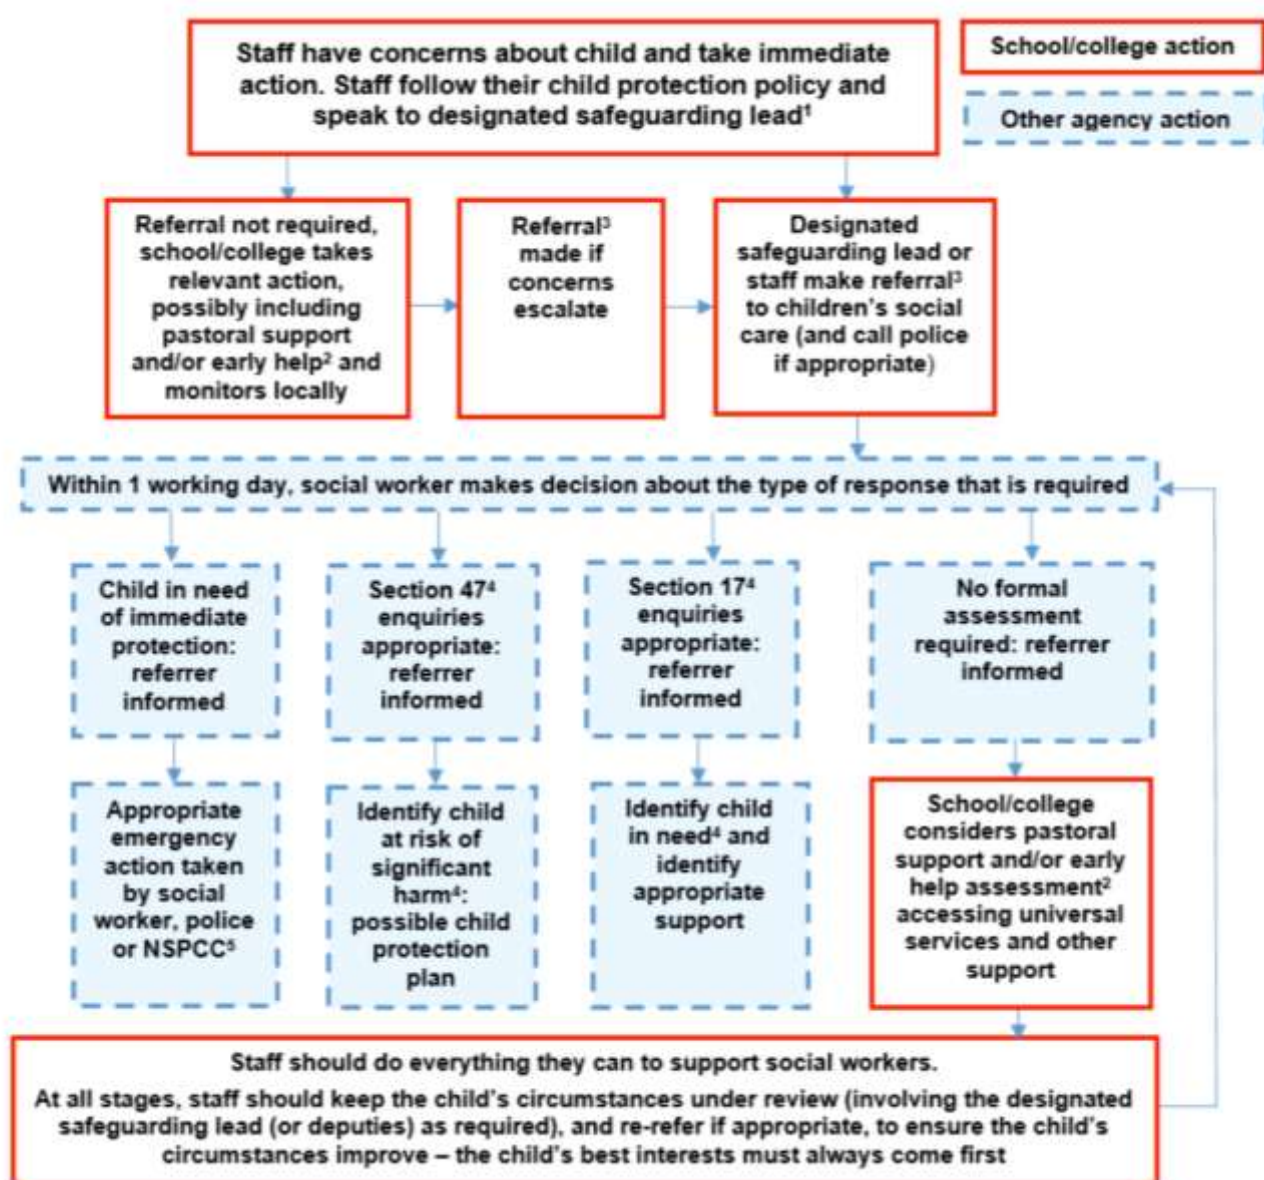 Staff have concerns about child and take immediate
action. Staff follow their child protection policy and
speak to designated safeguarding lead¹
School/college action
Other agency action
Referral not required,
school/college takes
relevant action,
possibly including
pastoral support
and/or early help² and
monitors locally
Referral³
made if
concerns
escalate
Designated
safeguarding lead or
staff make referral³
to children's social
care (and call police
if appropriate)
Within 1 working day, social worker makes decision about the type of response that is required
Child in need
of immediate
protection:
referrer
informed
Section 47⁴
enquiries
appropriate:
referrer
informed
Section 17⁴
enquiries
appropriate:
referrer
informed
No formal
assessment
required: referrer
informed
Appropriate
emergency
action taken
by social
worker, police
or NSPCC⁵
Identify child
at risk of
significant
harm⁴:
possible child
protection
plan
Identify child
in need⁴ and
identify
appropriate
support
School/college
considers pastoral
support and/or early
help assessment²
accessing universal
services and other
support
Staff should do everything they can to support social workers.
At all stages, staff should keep the child's circumstances under review (involving the designated
safeguarding lead (or deputies) as required), and re-refer if appropriate, to ensure the child's
circumstances improve – the child's best interests must always come first